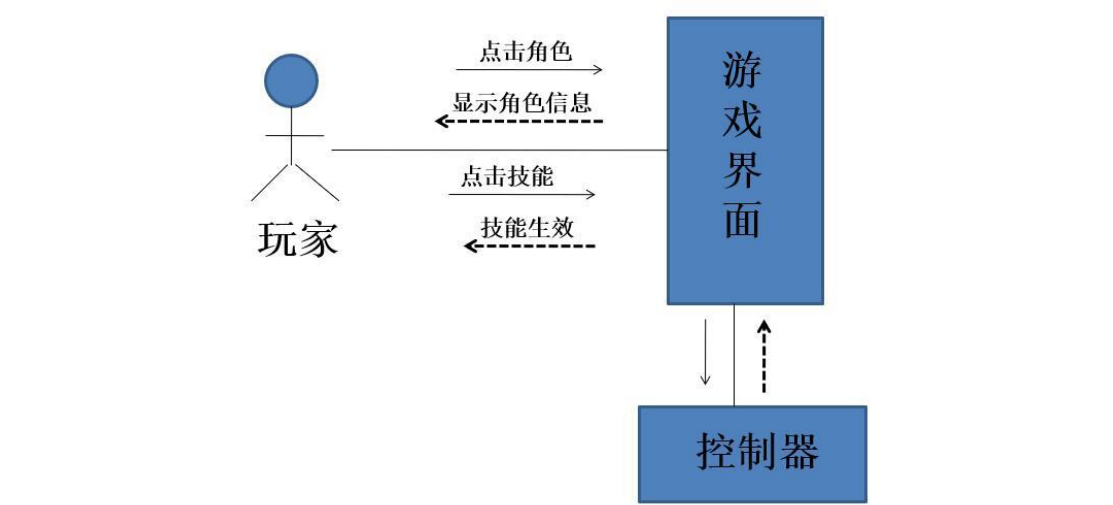 点击角色
显示角色信息
点击技能
技能生效
玩家
游戏界面
控制器